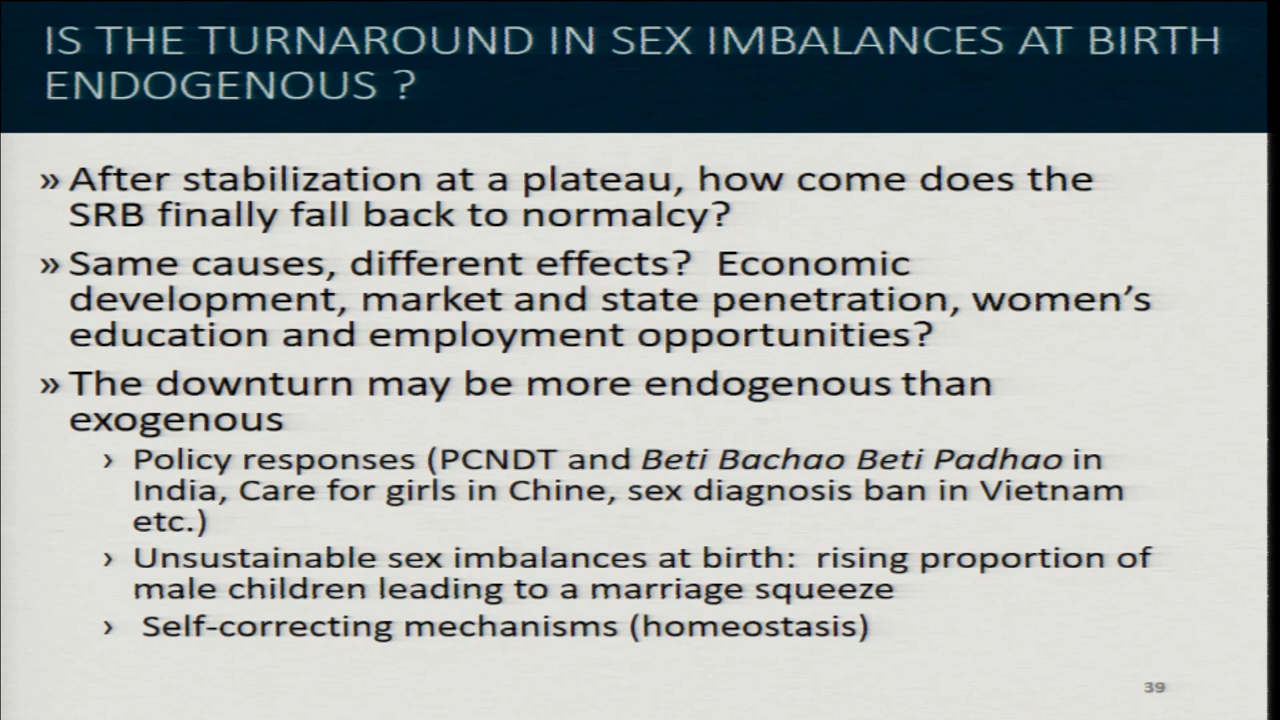 IS THE TURNAROUND IN SEX IMBALANCES AT BIRTH
ENDOGENOUS ?
» After stabilization at a plateau, how come does the
SRB finally fall back to normalcy?
» Same causes, different effects? Economic
development, market and state penetration, women's
education and employment opportunities?
» The downturn may be more endogenous than
exogenous
› Policy responses (PCNDT and Beti Bachao Beti Padhao in
India, Care for girls in Chine, sex diagnosis ban in Vietnam
etc.)
› Unsustainable sex imbalances at birth: rising proportion of
male children leading to a marriage squeeze
› Self-correcting mechanisms (homeostasis)
39